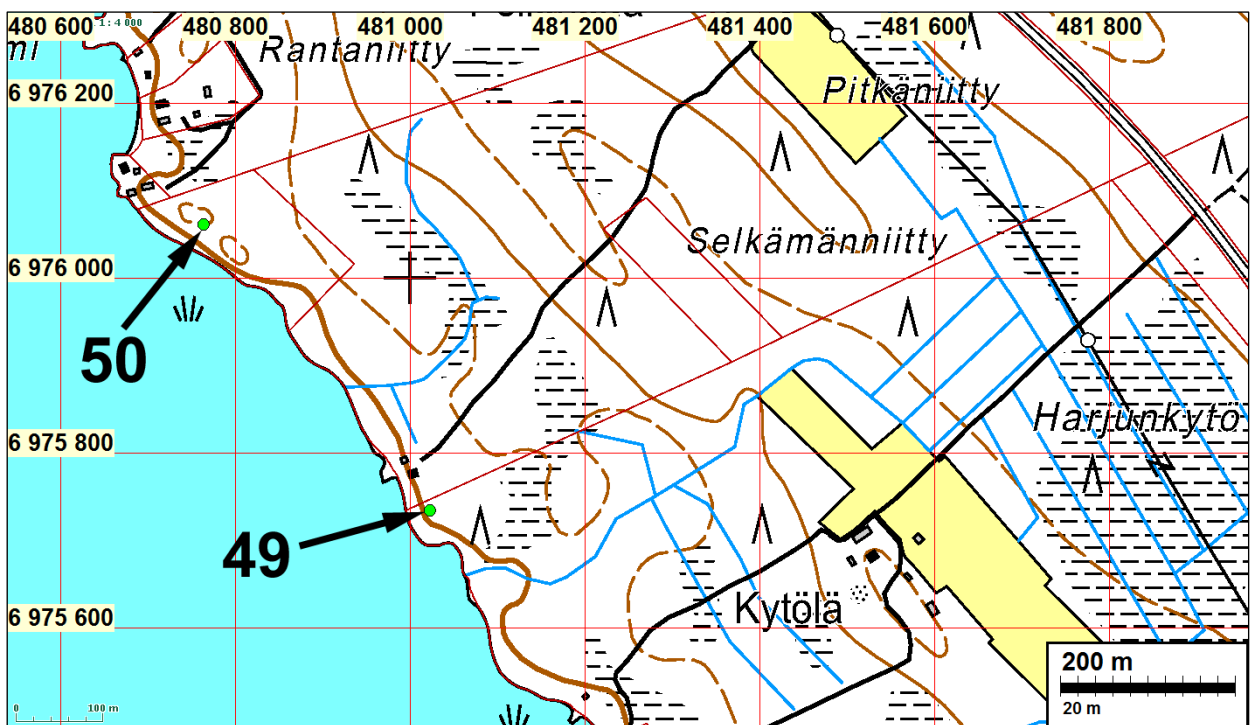 1 : 4 000
480 600
480 800
481 000
481 200
481 400
481 600
481 800
mi
Rantaniitty
6 976 200
Pitkäniitty
Selkämänniitty
6 976 000
50
Harjunkytö
6 975 800
49
Kytölä
6 975 600
200 m
20 m
0 100 m